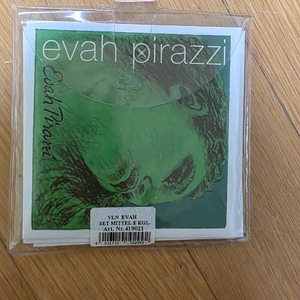 evah pirazzi
Evah Pirazzi
VLN EVAH
SET MITTEL E KGL
Art. Nr. 419021